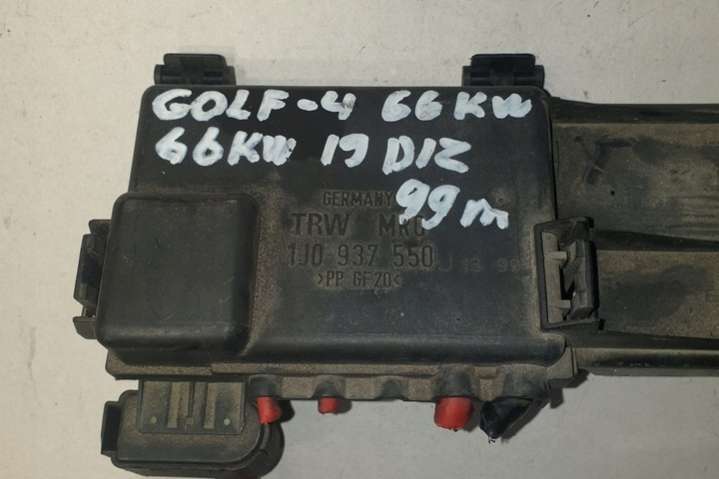 GOLF-4 66KW
66KW 19 DIZ
99m
GERMANY
TRW MRC
1J0 937 550
>PP GF20<